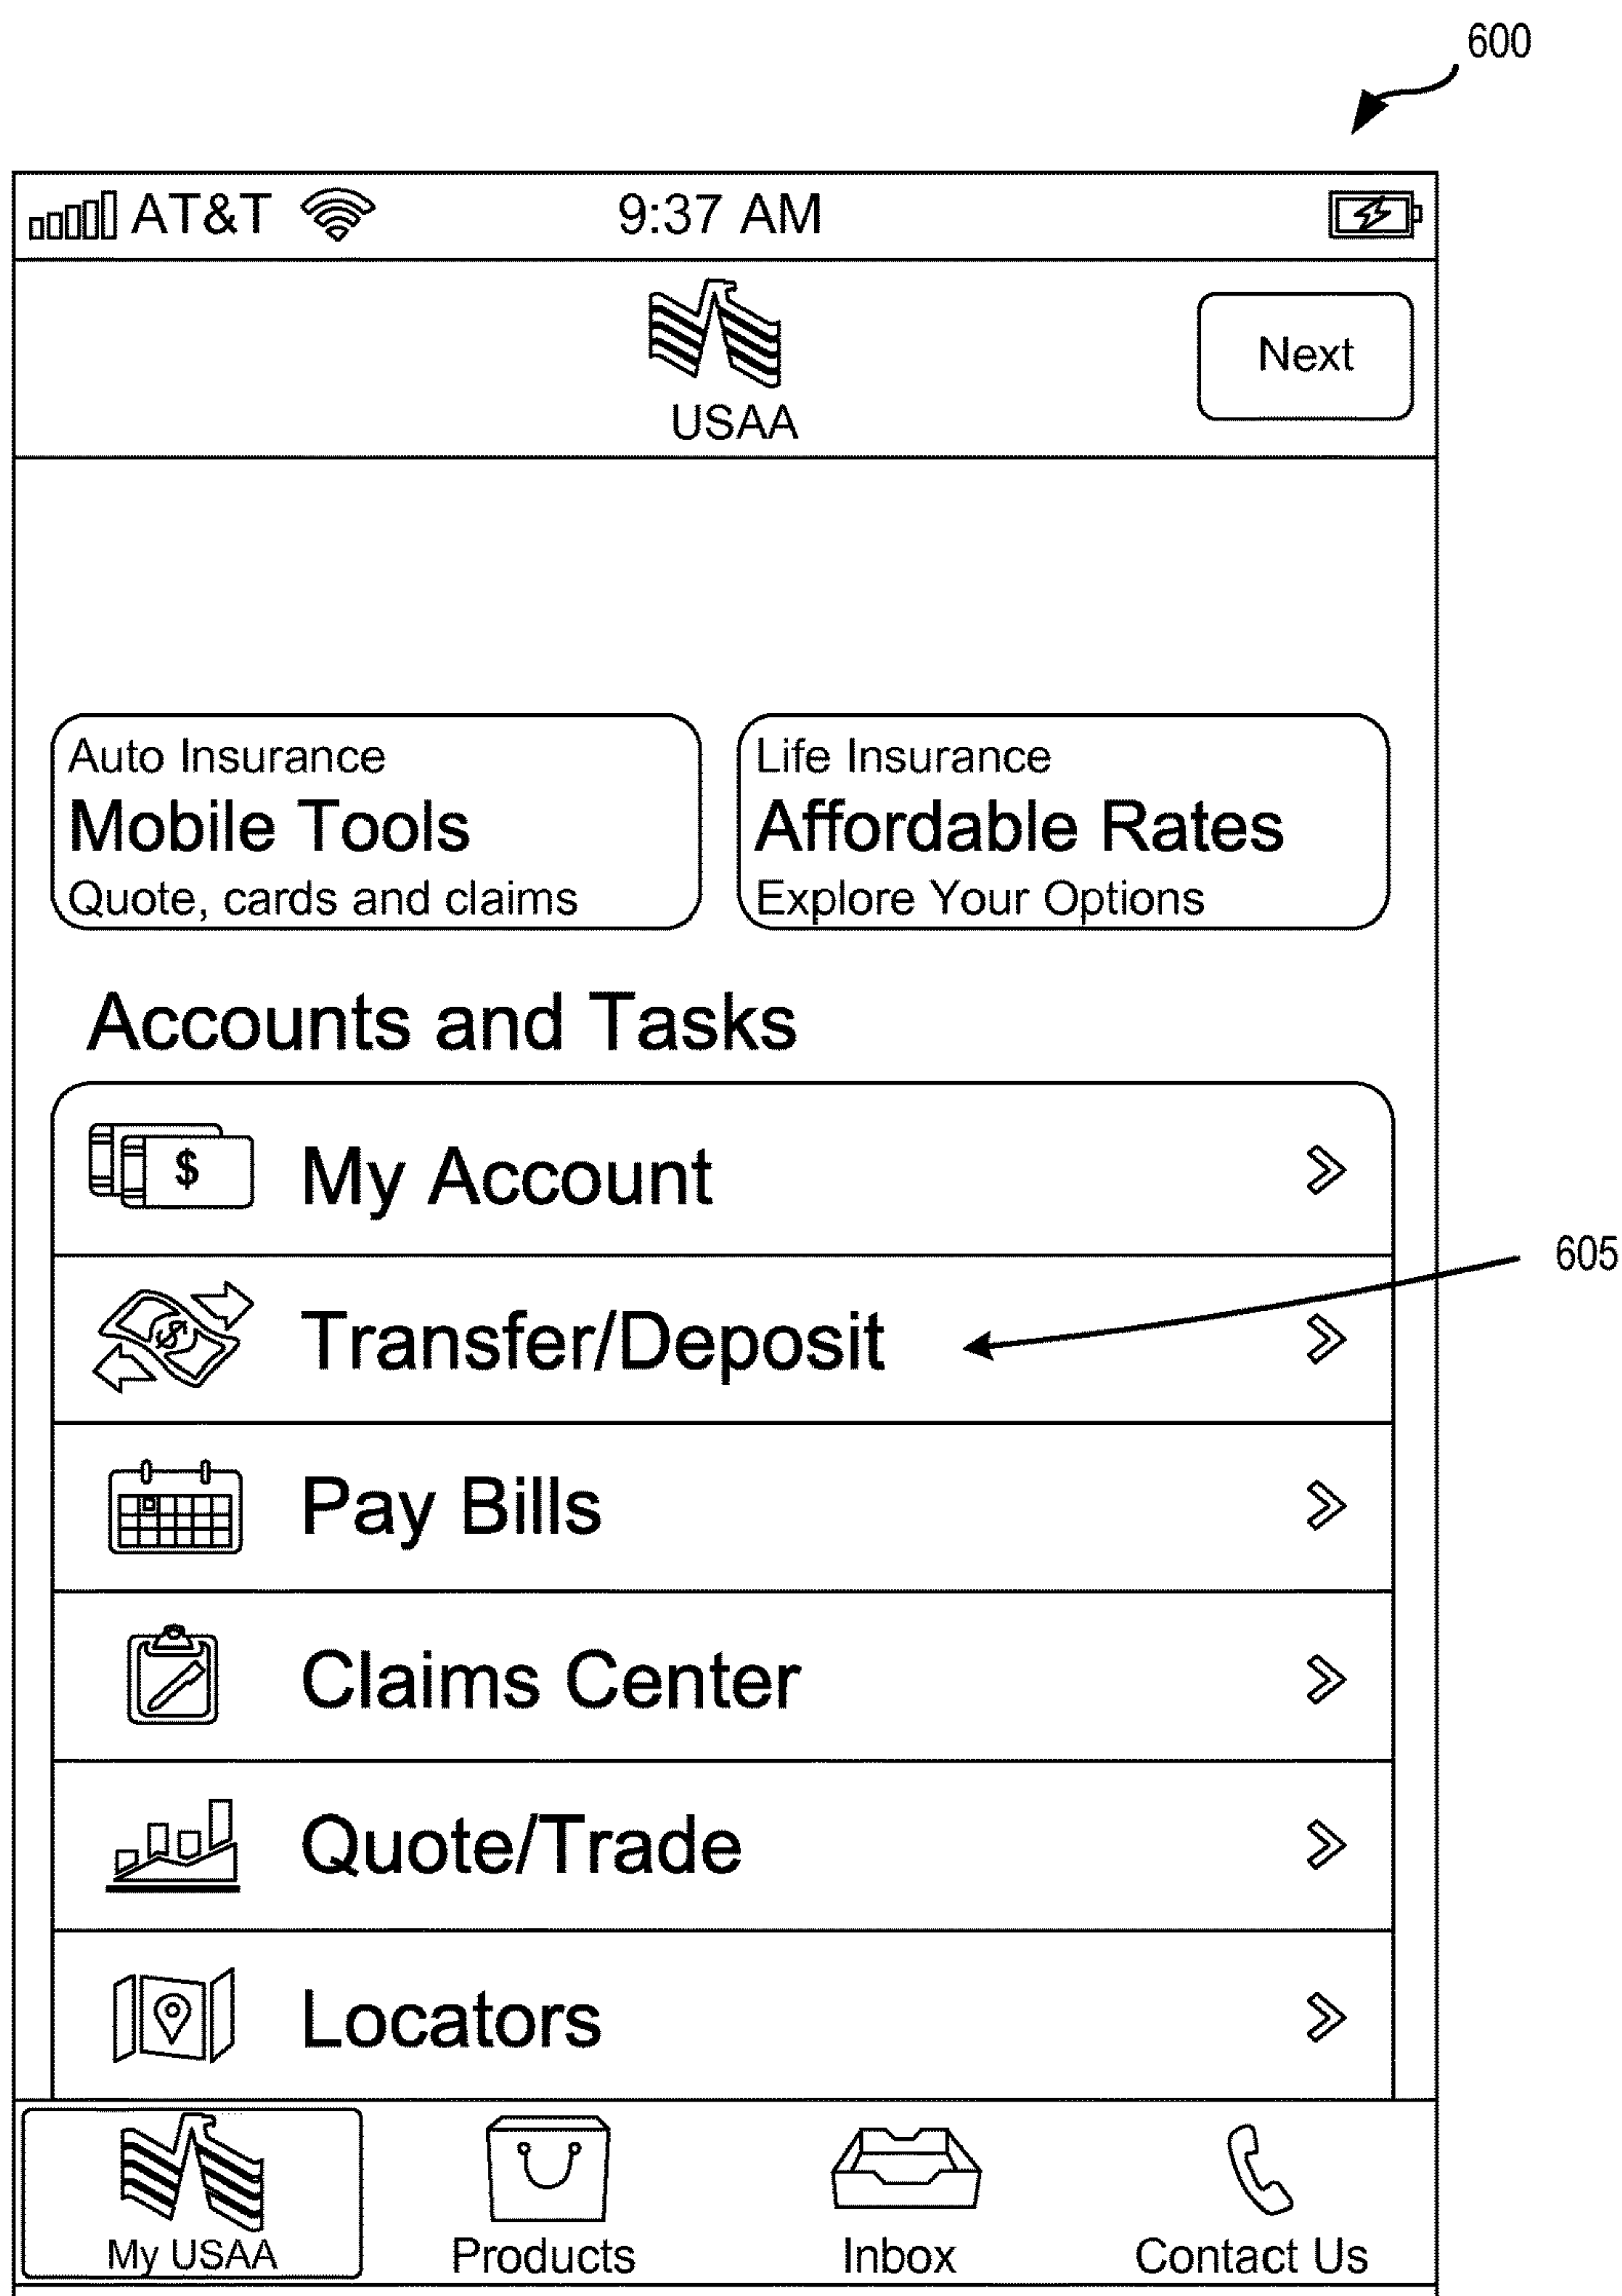 600
AT&T 9:37 AM
USAA
Next
Auto Insurance
Mobile Tools
Quote, cards and claims
Life Insurance
Affordable Rates
Explore Your Options
Accounts and Tasks
$ My Account
605
$ Transfer/Deposit
Pay Bills
Claims Center
Quote/Trade
Locators
My USAA
Products
Inbox
Contact Us